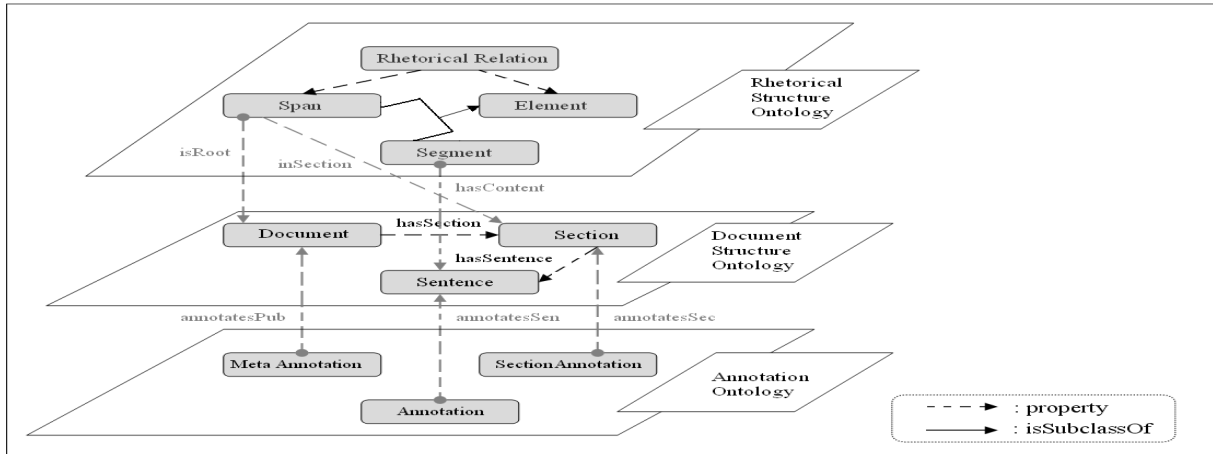 Rhetorical Relation
Span
Element
Rhetorical
Structure
Ontology
Segment
isRoot
inSection
hasContent
hasSection
Document
Section
Document
Structure
Ontology
hasSentence
Sentence
annotatesPub
annotatesSen
annotatesSec
Meta Annotation
SectionAnnotation
Annotation
Ontology
Annotation
: property
: isSubclassOf